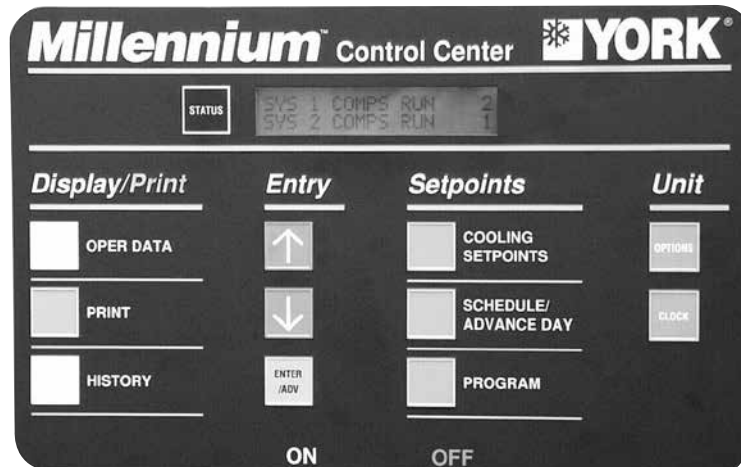 Millennium™ Control Center YORK®
STATUS
SYS 1 COMPS RUN 2
SYS 2 COMPS RUN 1
Display/Print Entry Setpoints Unit
OPER DATA
COOLING
SETPOINTS
OPTIONS
PRINT
SCHEDULE/
ADVANCE DAY
CLOCK
HISTORY
ENTER
/ADV
PROGRAM
ON OFF